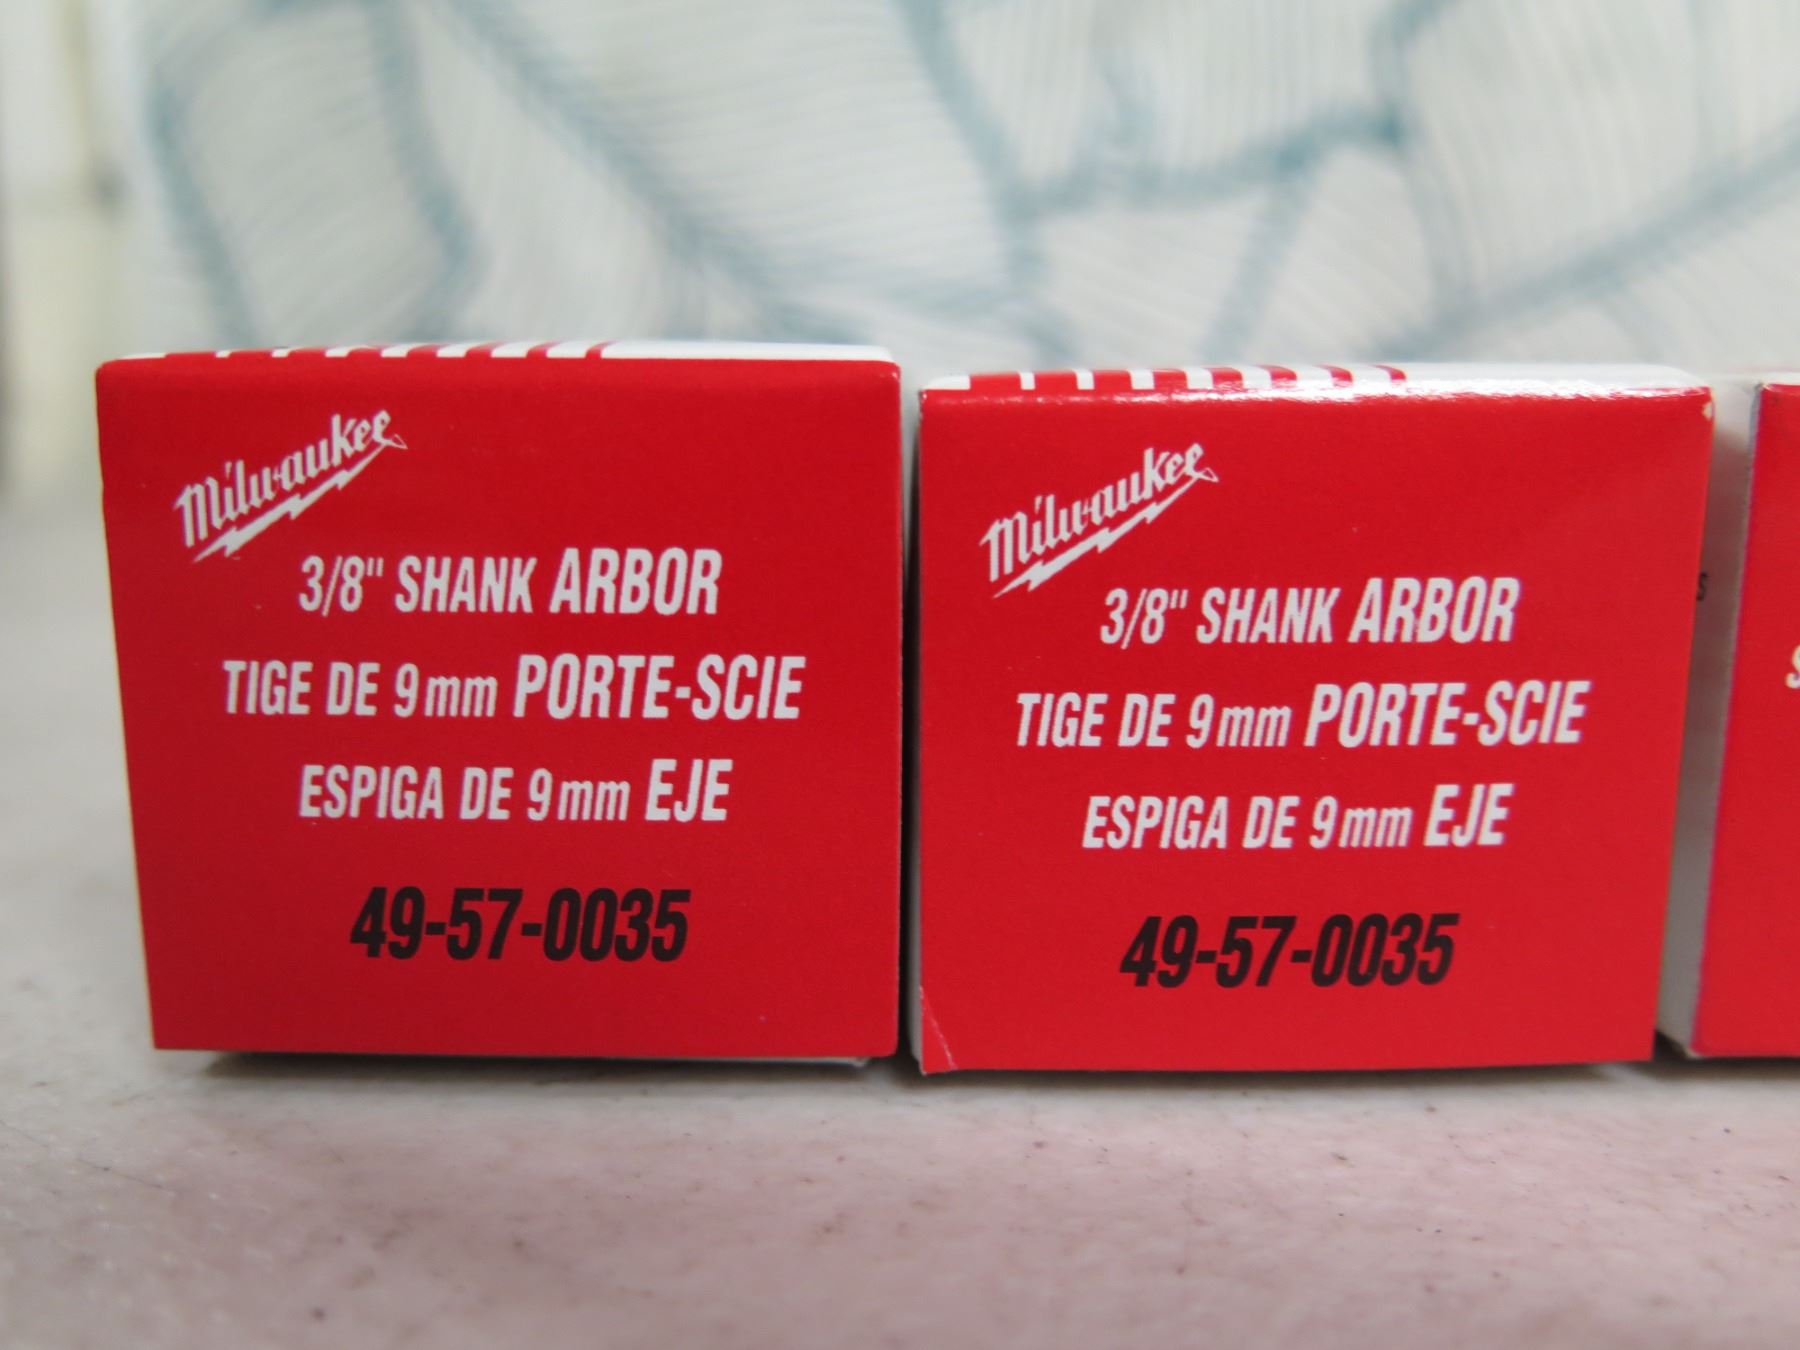 Milwaukee
3/8" SHANK ARBOR
TIGE DE 9mm PORTE-SCIE
ESPIGA DE 9mm EJE
49-57-0035
Milwaukee
3/8" SHANK ARBOR
TIGE DE 9mm PORTE-SCIE
ESPIGA DE 9mm EJE
49-57-0035